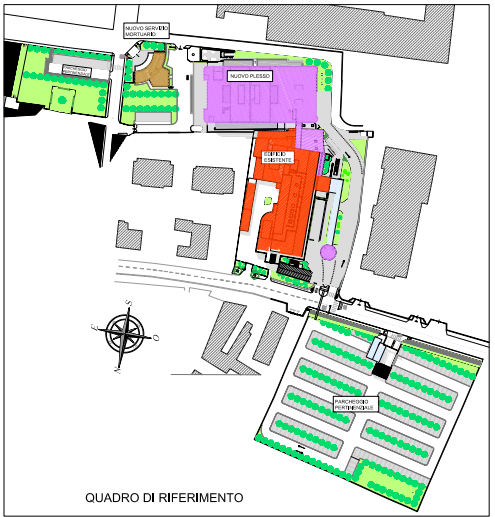 NUOVO SERVIZIO
MORTUARIO
NUOVO PLESSO
EDIFICIO
ESISTENTE
S
E
O
N
PARCHEGGIO
PERTINENZIALE
QUADRO DI RIFERIMENTO